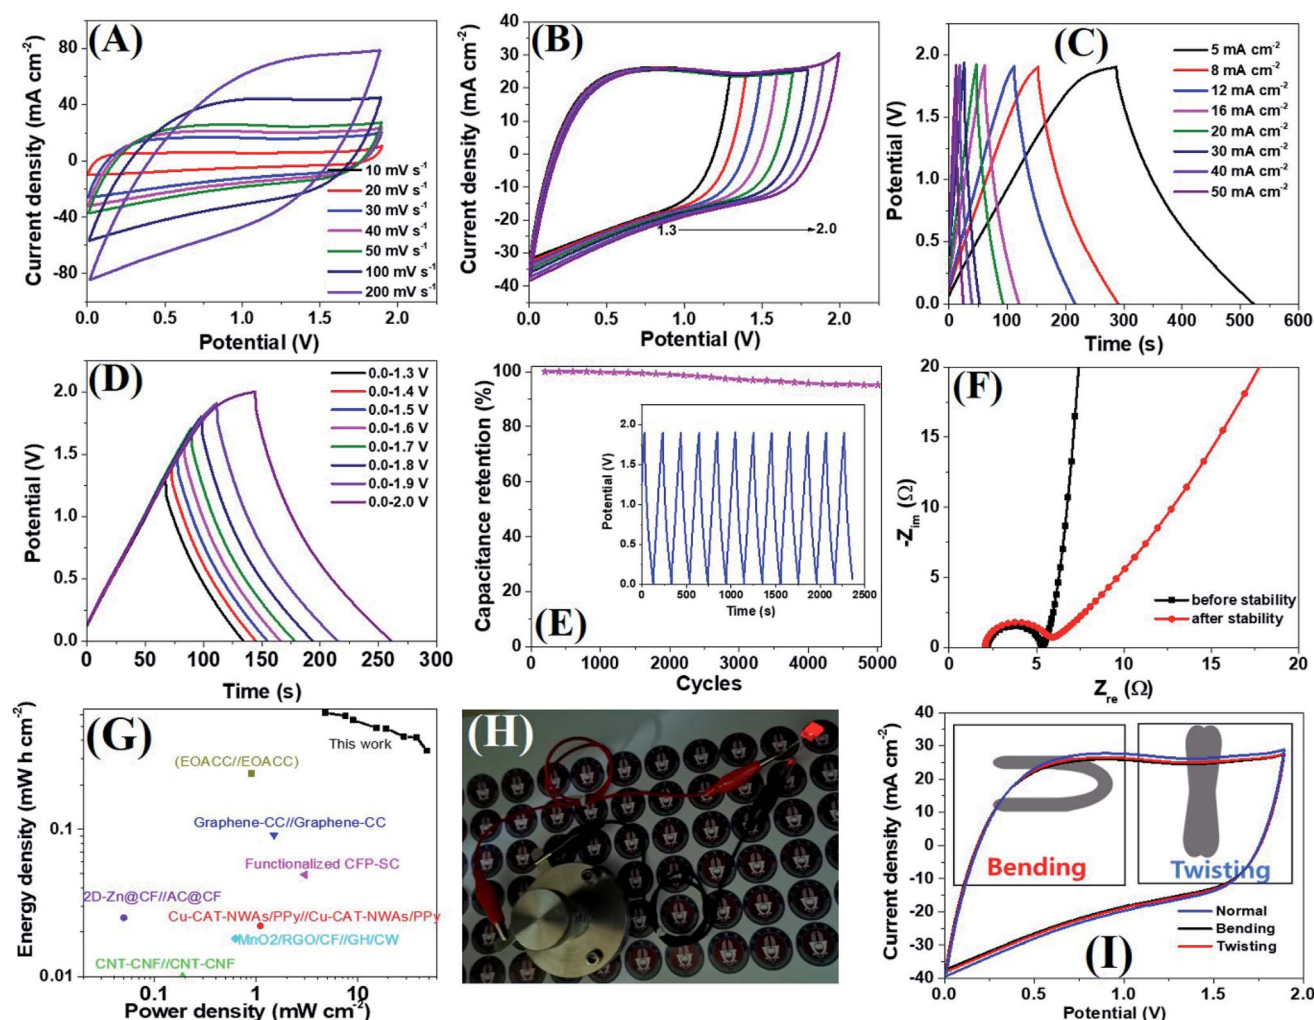 (A)
80
40
0
-40
-80
Current density (mA cm-2)
10 mV s-1
20 mV s-1
30 mV s-1
40 mV s-1
50 mV s-1
100 mV s-1
200 mV s-1
0.0 0.5 1.0 1.5 2.0
Potential (V)
(B)
40
30
20
10
0
-10
-20
-30
-40
Current density (mA cm-2)
1.3 2.0
0.0 0.5 1.0 1.5 2.0
Potential (V)
(C)
2.0
1.5
1.0
0.5
0.0
Potential (V)
5 mA cm-2
8 mA cm-2
12 mA cm-2
16 mA cm-2
20 mA cm-2
30 mA cm-2
40 mA cm-2
50 mA cm-2
0 100 200 300 400 500 600
Time (s)
(D)
2.0
1.5
1.0
0.5
0.0
Potential (V)
0.0-1.3 V
0.0-1.4 V
0.0-1.5 V
0.0-1.6 V
0.0-1.7 V
0.0-1.8 V
0.0-1.9 V
0.0-2.0 V
0 50 100 150 200 250 300
Time (s)
100
80
60
40
20
0
Capacitance retention (%)
2.0
1.5
1.0
0.5
0.0
Potential (V)
0 500 1000 1500 2000 2500
Time (s)
(E)
0 1000 2000 3000 4000 5000
Cycles
(F)
20
15
10
5
0
-Zim (Ω)
before stability
after stability
0 5 10 15 20
Zre (Ω)
(G)
0.1
0.01
Energy density (mW h cm-2)
This work
(EOACC//EOACC)
Graphene-CC//Graphene-CC
Functionalized CFP-SC
2D-Zn@CF//AC@CF
Cu-CAT-NWAs/PPy//Cu-CAT-NWAs/PPy
MnO2/RGO/CF//GH/CW
CNT-CNF//CNT-CNF
0.1 1 10
Power density (mW cm-2)
(H)
40
30
20
10
0
-10
-20
-30
-40
Current density (mA cm-2)
Bending
Twisting
Normal
Bending
Twisting
(I)
0.0 0.5 1.0 1.5 2.0
Potential (V)